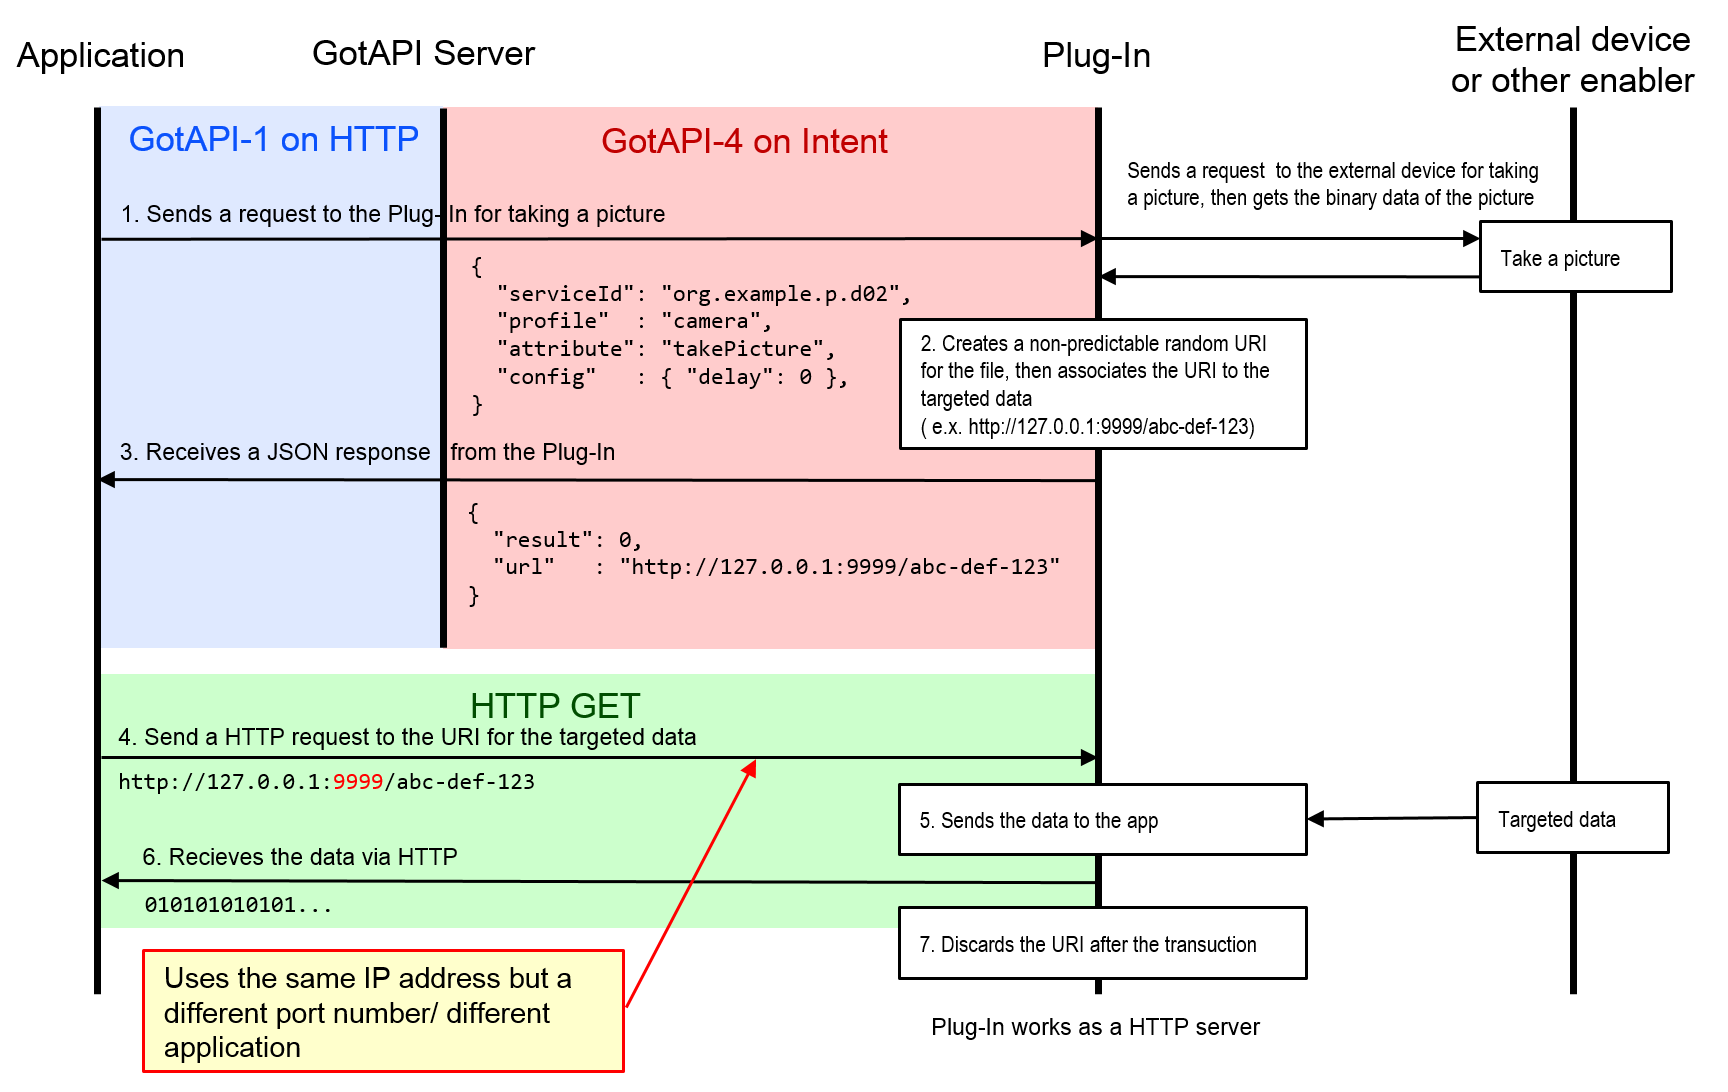 Application
GotAPI Server
Plug-In
External device
or other enabler
GotAPI-1 on HTTP
GotAPI-4 on Intent
Sends a request  to the external device for taking
a picture, then gets the binary data of the picture
1. Sends a request to the Plug-In for taking a picture
Take a picture
{
"serviceId": "org.example.p.d02",
"profile"  : "camera",
"attribute": "takePicture",
"config"   : { "delay": 0 },
}
2. Creates a non-predictable random URI
for the file, then associates the URI to the
targeted data
( e.x. http://127.0.0.1:9999/abc-def-123)
3. Receives a JSON response from the Plug-In
{
"result": 0,
"url"   : "http://127.0.0.1:9999/abc-def-123"
}
HTTP GET
4. Send a HTTP request to the URI for the targeted data
http://127.0.0.1:9999/abc-def-123
5. Sends the data to the app
Targeted data
6. Recieves the data via HTTP
010101010101...
7. Discards the URI after the transuction
Uses the same IP address but a
different port number/ different
application
Plug-In works as a HTTP server